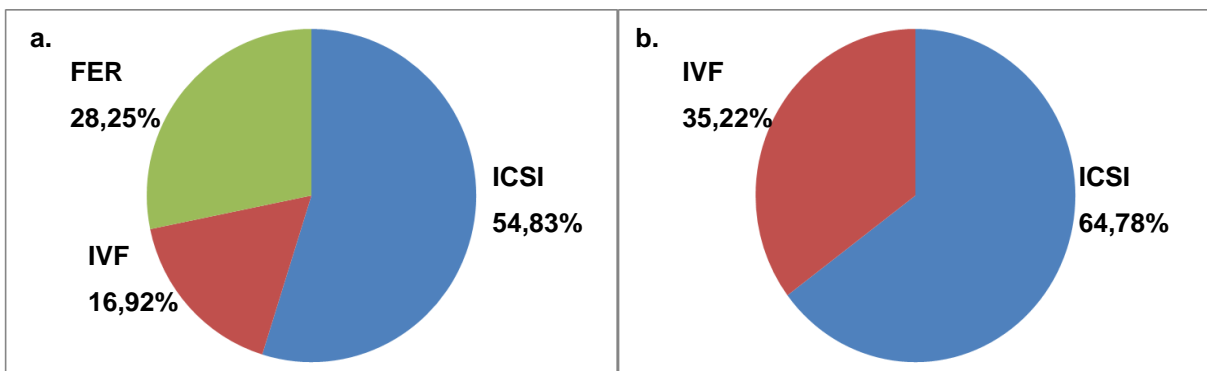 a.
FER
28,25%
ICSI
54,83%
IVF
16,92%
b.
IVF
35,22%
ICSI
64,78%